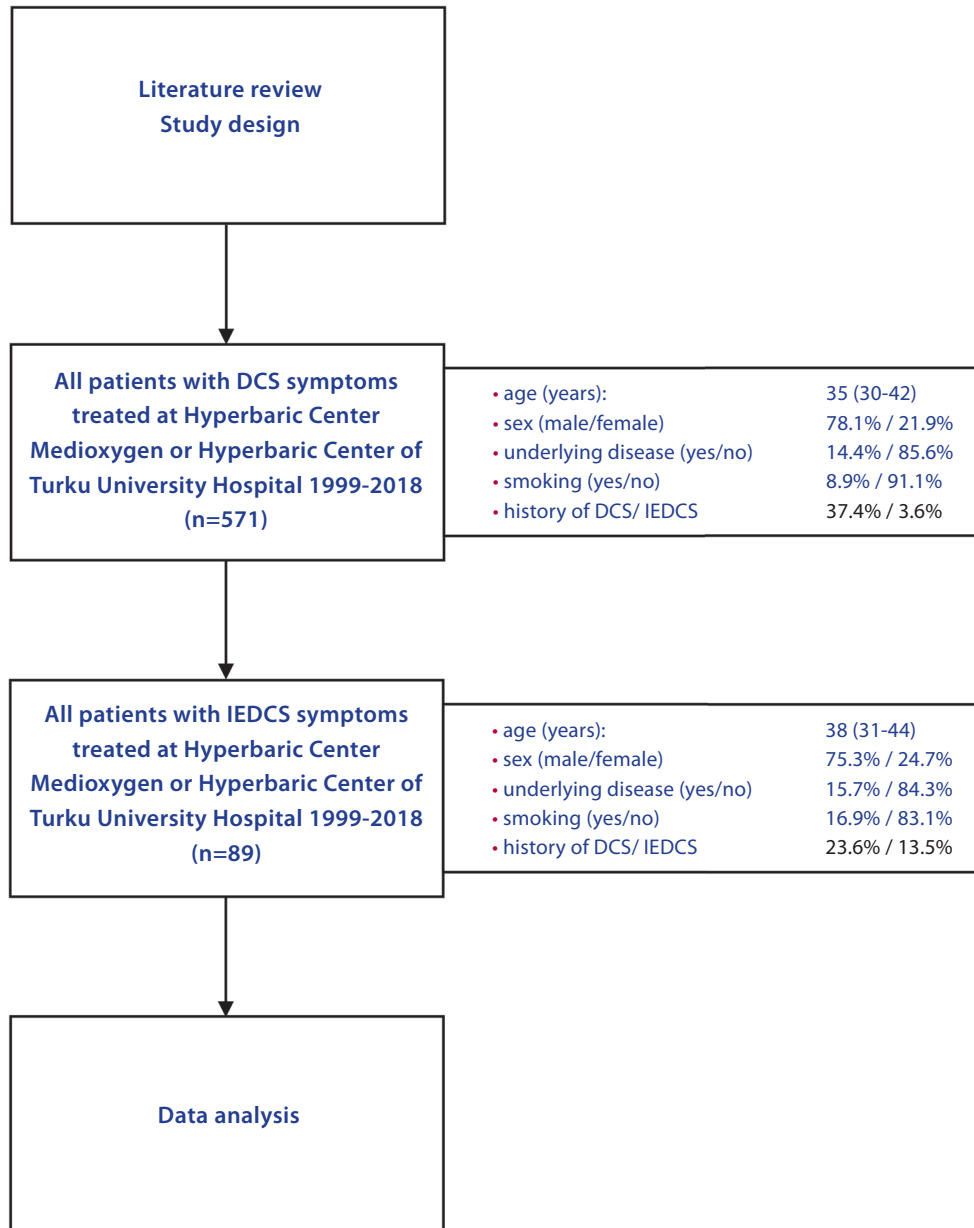 Literature review
Study design
All patients with DCS symptoms
treated at Hyperbaric Center
Medioxygen or Hyperbaric Center of
Turku University Hospital 1999-2018
(n=571)
• age (years): 35 (30-42)
• sex (male/female) 78.1% / 21.9%
• underlying disease (yes/no) 14.4% / 85.6%
• smoking (yes/no) 8.9% / 91.1%
• history of DCS/ IEDCS 37.4% / 3.6%
All patients with IEDCS symptoms
treated at Hyperbaric Center
Medioxygen or Hyperbaric Center of
Turku University Hospital 1999-2018
(n=89)
• age (years): 38 (31-44)
• sex (male/female) 75.3% / 24.7%
• underlying disease (yes/no) 15.7% / 84.3%
• smoking (yes/no) 16.9% / 83.1%
• history of DCS/ IEDCS 23.6% / 13.5%
Data analysis